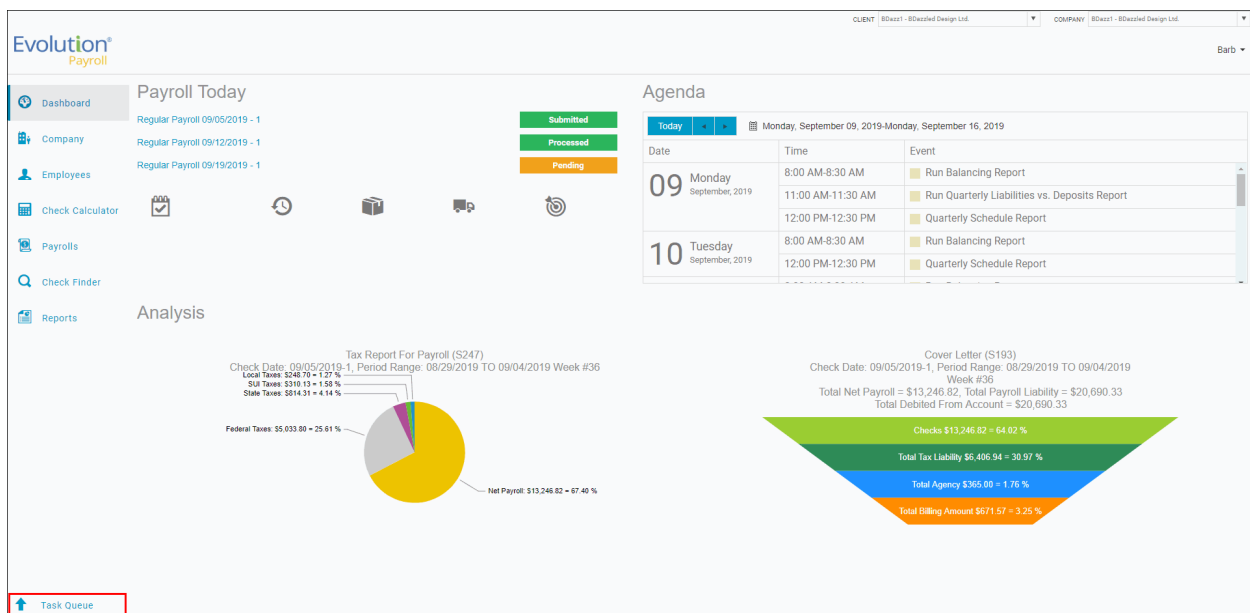 CLIENT BDazz1 - BDazzled Design Ltd. COMPANY BDazz1 - BDazzled Design Ltd.
Evolution®
Payroll
Barb
Dashboard
Company
Employees
Check Calculator
Payrolls
Check Finder
Reports
Payroll Today
Regular Payroll 09/05/2019 - 1 Submitted
Regular Payroll 09/12/2019 - 1 Processed
Regular Payroll 09/19/2019 - 1 Pending
Agenda
Today Monday, September 09, 2019-Monday, September 16, 2019
Date Time Event
09 Monday
September, 2019
8:00 AM-8:30 AM Run Balancing Report
11:00 AM-11:30 AM Run Quarterly Liabilities vs. Deposits Report
12:00 PM-12:30 PM Quarterly Schedule Report
10 Tuesday
September, 2019
8:00 AM-8:30 AM Run Balancing Report
12:00 PM-12:30 PM Quarterly Schedule Report
Analysis
Tax Report For Payroll (S247)
Check Date: 09/05/2019-1, Period Range: 08/29/2019 TO 09/04/2019 Week #36
Local Taxes: $248.70 = 1.27 %
SUI Taxes: $310.13 = 1.58 %
State Taxes: $814.31 = 4.14 %
Federal Taxes: $5,033.80 = 25.61 %
Net Payroll: $13,246.82 = 67.40 %
Cover Letter (S193)
Check Date: 09/05/2019-1, Period Range: 08/29/2019 TO 09/04/2019
Week #36
Total Net Payroll = $13,246.82, Total Payroll Liability = $20,690.33
Total Debited From Account = $20,690.33
Checks $13,246.82 = 64.02 %
Total Tax Liability $6,406.94 = 30.97 %
Total Agency $365.00 = 1.76 %
Total Billing Amount $671.57 = 3.25 %
Task Queue